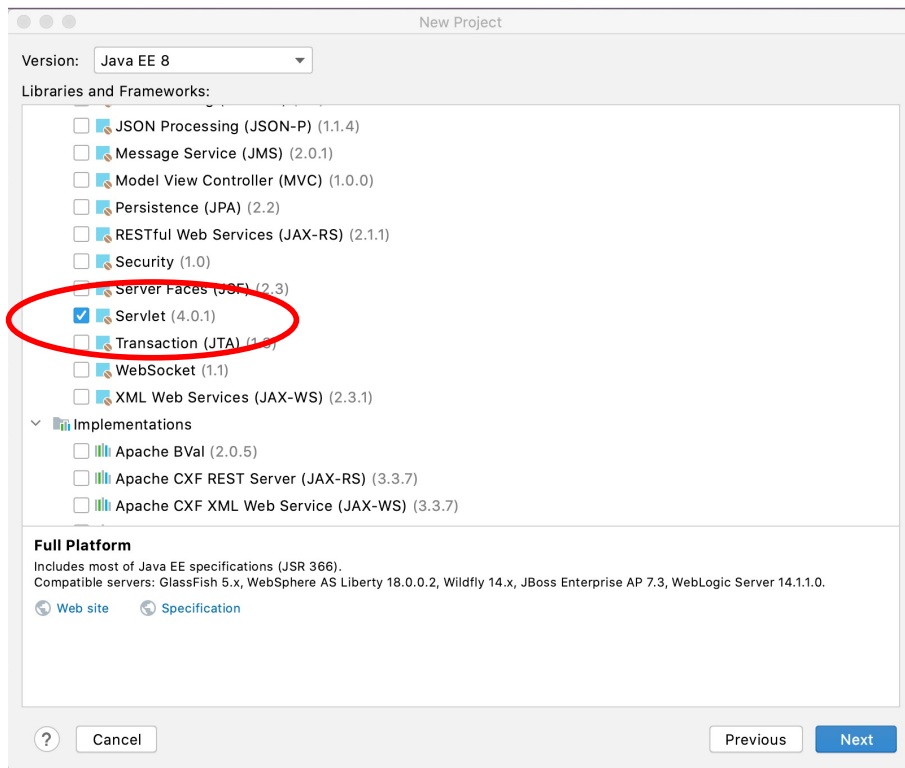 New Project
Version: Java EE 8
Libraries and Frameworks:
JSON Processing (JSON-P) (1.1.4)
Message Service (JMS) (2.0.1)
Model View Controller (MVC) (1.0.0)
Persistence (JPA) (2.2)
RESTful Web Services (JAX-RS) (2.1.1)
Security (1.0)
Server Faces (JSF) (2.3)
Servlet (4.0.1)
Transaction (JTA)
WebSocket (1.1)
XML Web Services (JAX-WS) (2.3.1)
Implementations
Apache BVal (2.0.5)
Apache CXF REST Server (JAX-RS) (3.3.7)
Apache CXF XML Web Service (JAX-WS) (3.3.7)
Full Platform
Includes most of Java EE specifications (JSR 366).
Compatible servers: GlassFish 5.x, WebSphere AS Liberty 18.0.0.2, Wildfly 14.x, JBoss Enterprise AP 7.3, WebLogic Server 14.1.1.0.
Web site Specification
? Cancel Previous Next